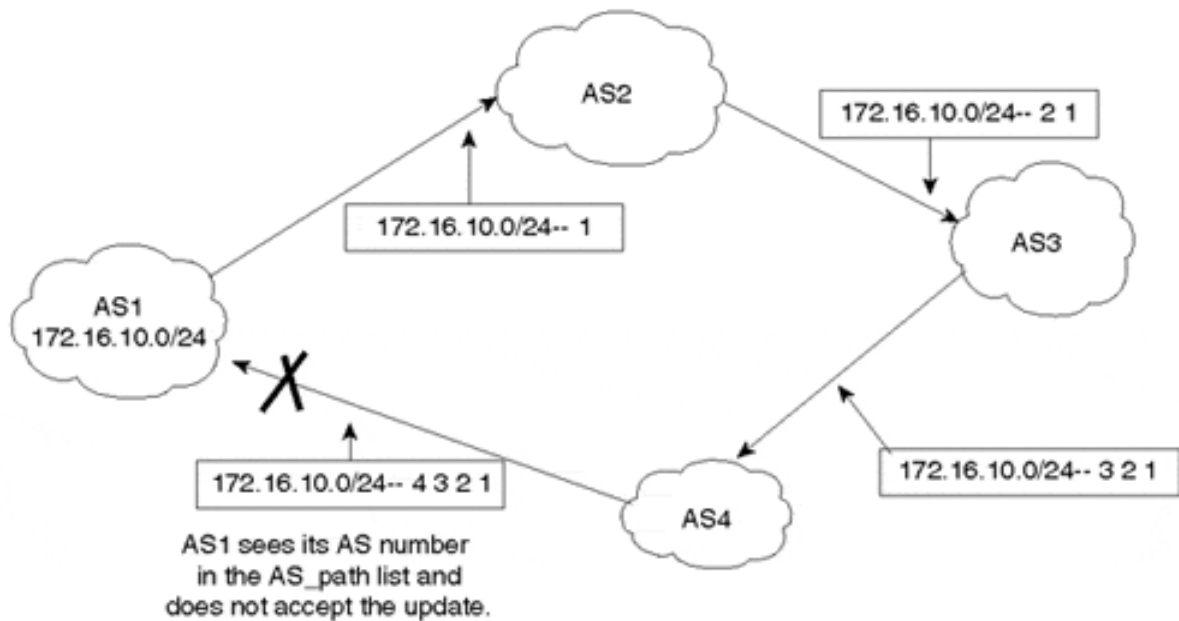 AS2
172.16.10.0/24-- 2 1
172.16.10.0/24-- 1
AS3
AS1
172.16.10.0/24
172.16.10.0/24-- 4 3 2 1
172.16.10.0/24-- 3 2 1
AS4
AS1 sees its AS number
in the AS_path list and
does not accept the update.